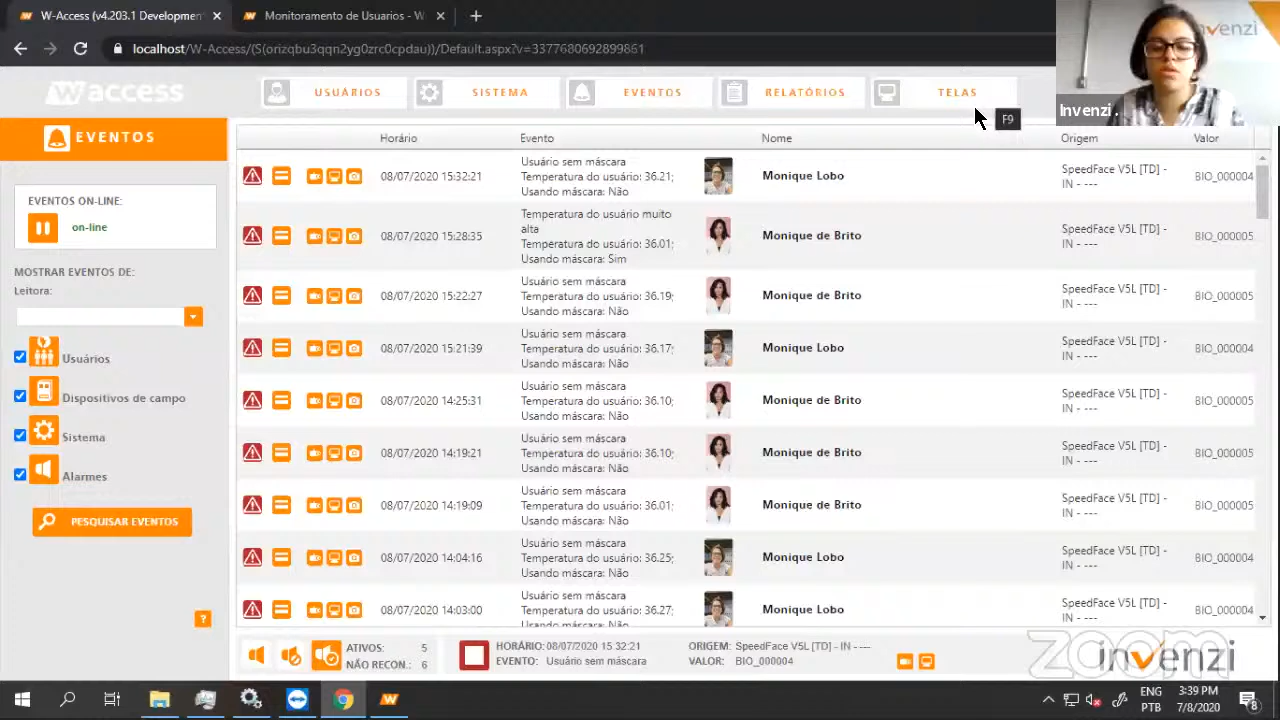 W-Access (v4.203.1 Developmen
Monitoramento de Usuarios - W
localhost/W-Access/(S(orizqbu3qqn2yg0zrc0cpdau))/Default.aspx?v=3377680692899861
invenzi
Invenzi .
w access
USUÁRIOS
SISTEMA
EVENTOS
RELATÓRIOS
TELAS
F9
EVENTOS
EVENTOS ON-LINE:
on-line
MOSTRAR EVENTOS DE:
Leitora:
Usuários
Dispositivos de campo
Sistema
Alarmes
PESQUISAR EVENTOS
?
Horário Evento Nome Origem Valor
Usuário sem máscara
08/07/2020 15:32:21 Temperatura do usuário: 36.21; Monique Lobo SpeedFace V5L [TD] - BIO_000004
Usando máscara: Não IN - ---
Temperatura do usuário muito
alta
08/07/2020 15:28:35 Temperatura do usuário: 36.01; Monique de Brito SpeedFace V5L [TD] - BIO_000005
Usando máscara: Sim IN - ---
Usuário sem máscara
08/07/2020 15:22:27 Temperatura do usuário: 36.19; Monique de Brito SpeedFace V5L [TD] - BIO_000005
Usando máscara: Não IN - ---
Usuário sem máscara
08/07/2020 15:21:39 Temperatura do usuário: 36.17; Monique Lobo SpeedFace V5L [TD] - BIO_000004
Usando máscara: Não IN - ---
Usuário sem máscara
08/07/2020 14:25:31 Temperatura do usuário: 36.10; Monique de Brito SpeedFace V5L [TD] - BIO_000005
Usando máscara: Não IN - ---
Usuário sem máscara
08/07/2020 14:19:21 Temperatura do usuário: 36.10; Monique de Brito SpeedFace V5L [TD] - BIO_000005
Usando máscara: Não IN - ---
Usuário sem máscara
08/07/2020 14:19:09 Temperatura do usuário: 36.01; Monique de Brito SpeedFace V5L [TD] - BIO_000005
Usando máscara: Não IN - ---
Usuário sem máscara
08/07/2020 14:04:16 Temperatura do usuário: 36.25; Monique Lobo SpeedFace V5L [TD] - BIO_000004
Usando máscara: Não IN - ---
Usuário sem máscara
08/07/2020 14:03:00 Temperatura do usuário: 36.27; Monique Lobo SpeedFace V5L [TD] - BIO_000004
Usando máscara: Não IN - ---
ATIVOS: 5
NÃO RECON.: 6
HORÁRIO: 08/07/2020 15:32:21
EVENTO: Usuário sem máscara
ORIGEM: SpeedFace V5L [TD] - IN - ---
VALOR: BIO_000004
zoom
invenzi
ENG
PTB
3:39 PM
7/8/2020
8